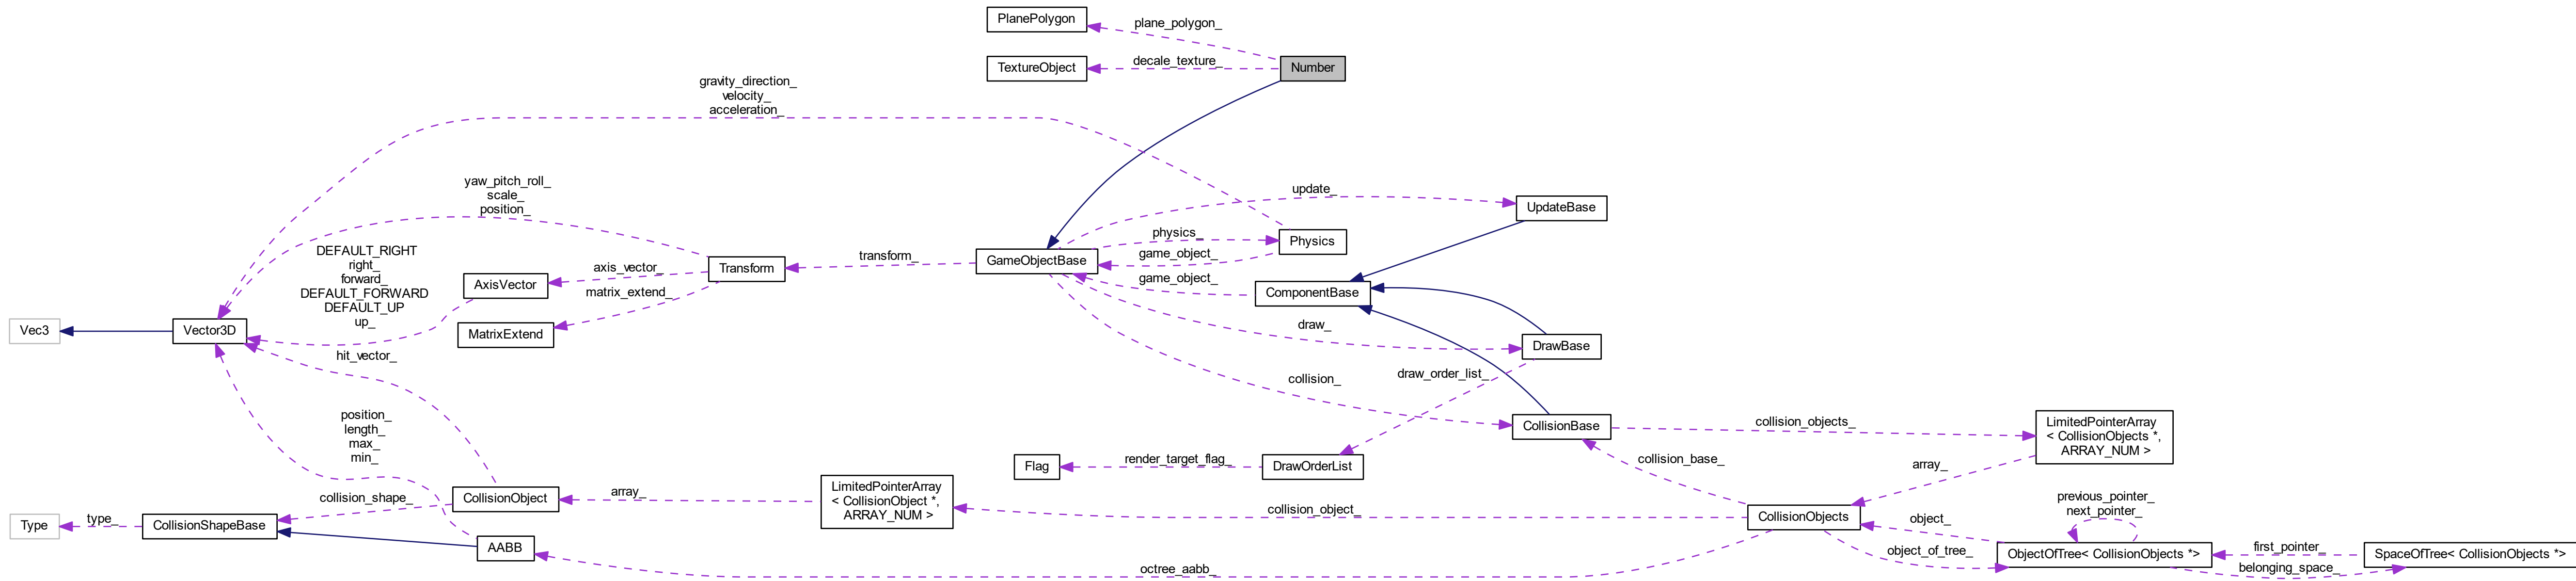 PlanePolygon
plane_polygon_
TextureObject
decale_texture_
Number
gravity_direction_
velocity_
acceleration_
yaw_pitch_roll_
scale_
position_
update_
UpdateBase
physics_
Physics
game_object_
GameObjectBase
transform_
Transform
axis_vector_
AxisVector
matrix_extend_
MatrixExtend
DEFAULT_RIGHT
right_
forward_
DEFAULT_FORWARD
DEFAULT_UP
up_
game_object_
ComponentBase
Vec3
Vector3D
draw_
DrawBase
hit_vector_
collision_
draw_order_list_
position_
length_
max_
min_
CollisionBase
collision_objects_
LimitedPointerArray
< CollisionObjects *,
ARRAY_NUM >
Flag
render_target_flag_
DrawOrderList
collision_base_
array_
LimitedPointerArray
< CollisionObject *,
ARRAY_NUM >
array_
CollisionObject
collision_shape_
collision_object_
CollisionObjects
previous_pointer_
next_pointer_
Type
type_
CollisionShapeBase
AABB
object_
object_of_tree_
ObjectOfTree< CollisionObjects *>
first_pointer_
belonging_space_
SpaceOfTree< CollisionObjects *>
octree_aabb_